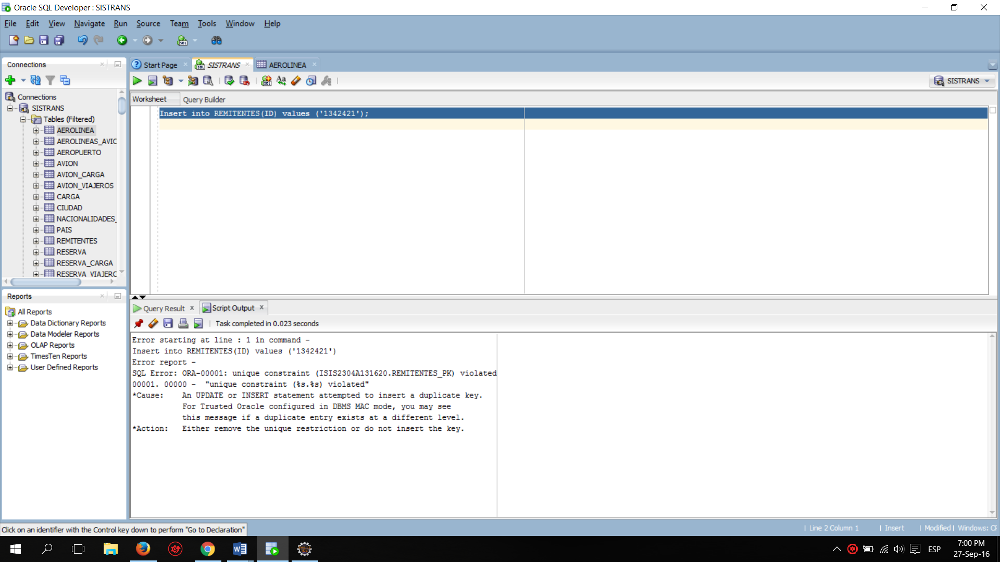 Oracle SQL Developer : SISTRANS
File Edit View Navigate Run Source Team Tools Window Help
Connections
Start Page
SISTRANS
AEROLINEA
SISTRANS
Worksheet
Query Builder
Connections
SISTRANS
Tables (Filtered)
AEROLINEA
AEROLINEAS_AVIC
AEROPUERTO
AVION
AVION_CARGA
AVION_VIAJEROS
CARGA
CIUDAD
NACIONALIDADES_
PAIS
REMITENTES
RESERVA
RESERVA_CARGA
RESERVA_VIAJERC
Insert into REMITENTES(ID) values ('1342421');
Reports
All Reports
Data Dictionary Reports
Data Modeler Reports
OLAP Reports
TimesTen Reports
User Defined Reports
Query Result
Script Output
Task completed in 0.023 seconds
Error starting at line : 1 in command -
Insert into REMITENTES(ID) values ('1342421')
Error report -
SQL Error: ORA-00001: unique constraint (ISIS2304A131620.REMITENTES_PK) violated
00001. 00000 -  "unique constraint (%s.%s) violated"
*Cause:    An UPDATE or INSERT statement attempted to insert a duplicate key.
For Trusted Oracle configured in DBMS MAC mode, you may see
this message if a duplicate entry exists at a different level.
*Action:   Either remove the unique restriction or do not insert the key.
Click on an identifier with the Control key down to perform "Go to Declaration"
| Line 2 Column 1 | Insert | Modified | Windows: CF
ESP
7:00 PM
27-Sep-16